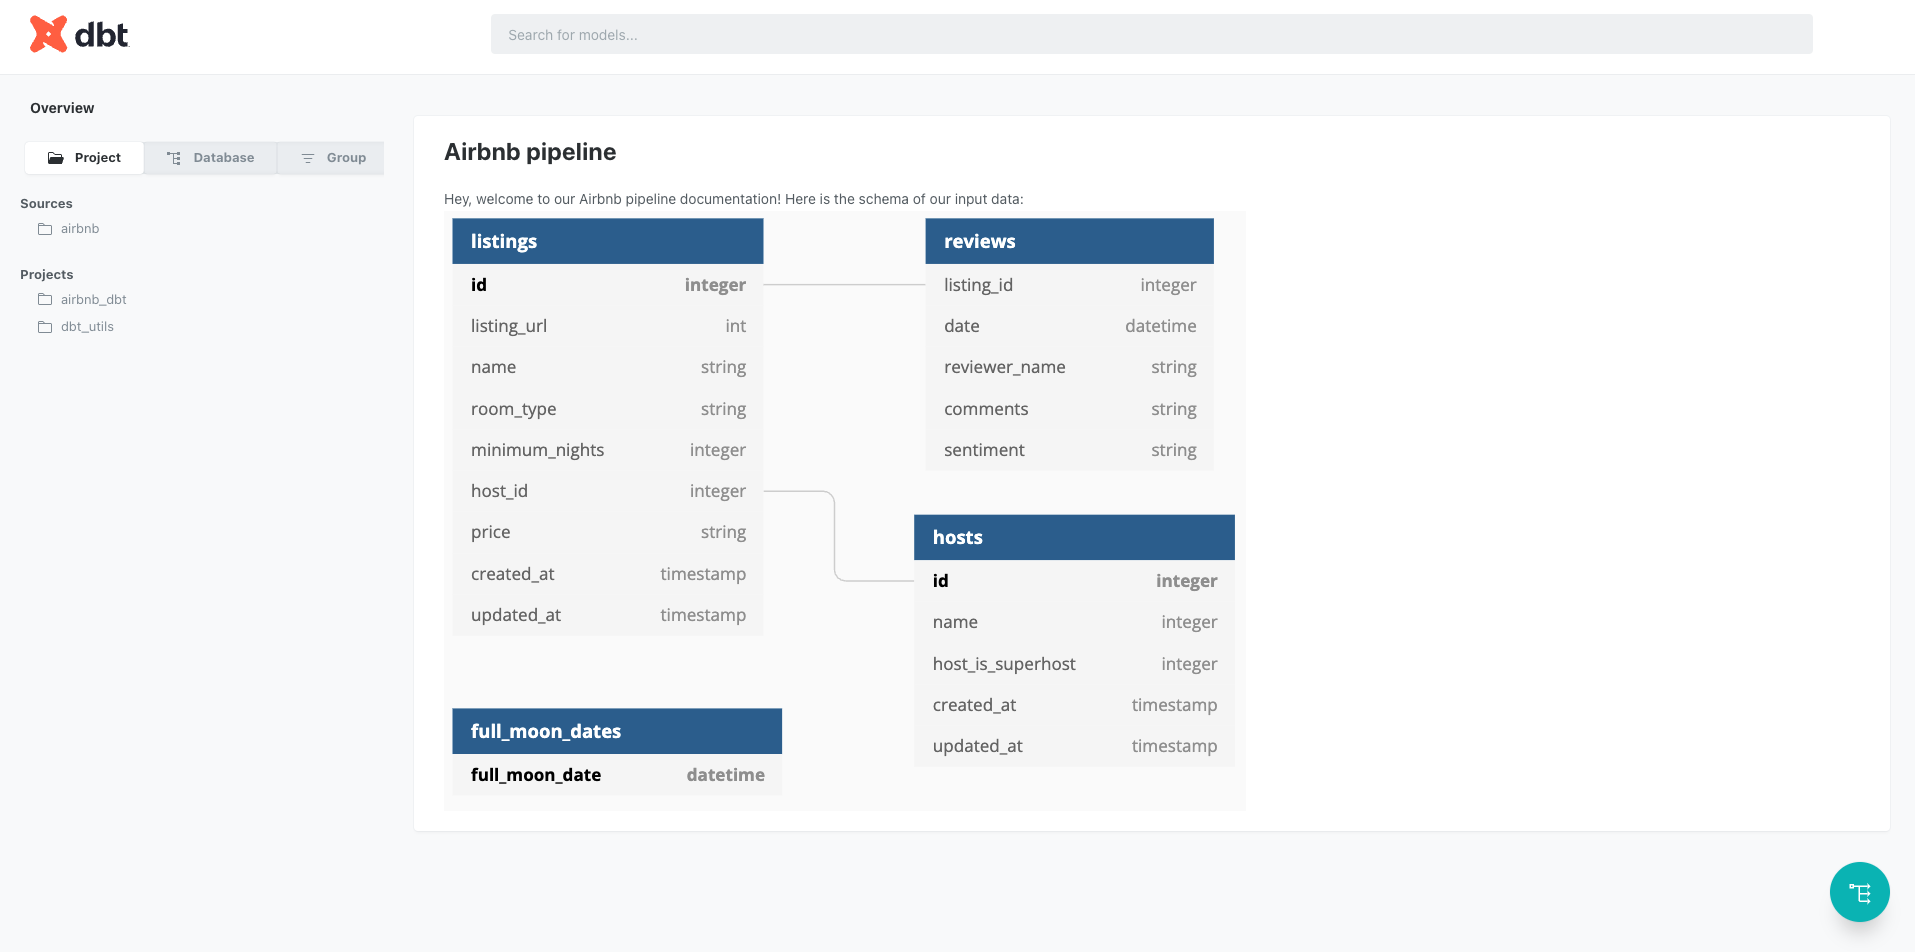 dbt
Search for models...
Overview
Project Database Group
Sources
airbnb
Projects
airbnb_dbt
dbt_utils
Airbnb pipeline
Hey, welcome to our Airbnb pipeline documentation! Here is the schema of our input data:
listings
id integer
listing_url int
name string
room_type string
minimum_nights integer
host_id integer
price string
created_at timestamp
updated_at timestamp
reviews
listing_id integer
date datetime
reviewer_name string
comments string
sentiment string
hosts
id integer
name integer
host_is_superhost integer
created_at timestamp
updated_at timestamp
full_moon_dates
full_moon_date datetime